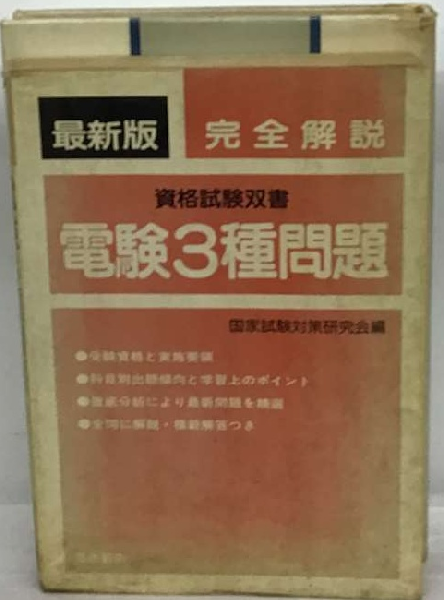 最新版 完全解説
資格試験双書
電験3種問題
国家試験対策研究会編
●受験資格と実施要領
●科目別出題傾向と学習上のポイント
●徹底分析により最新問題を精選
●全問に解説・模範解答つき